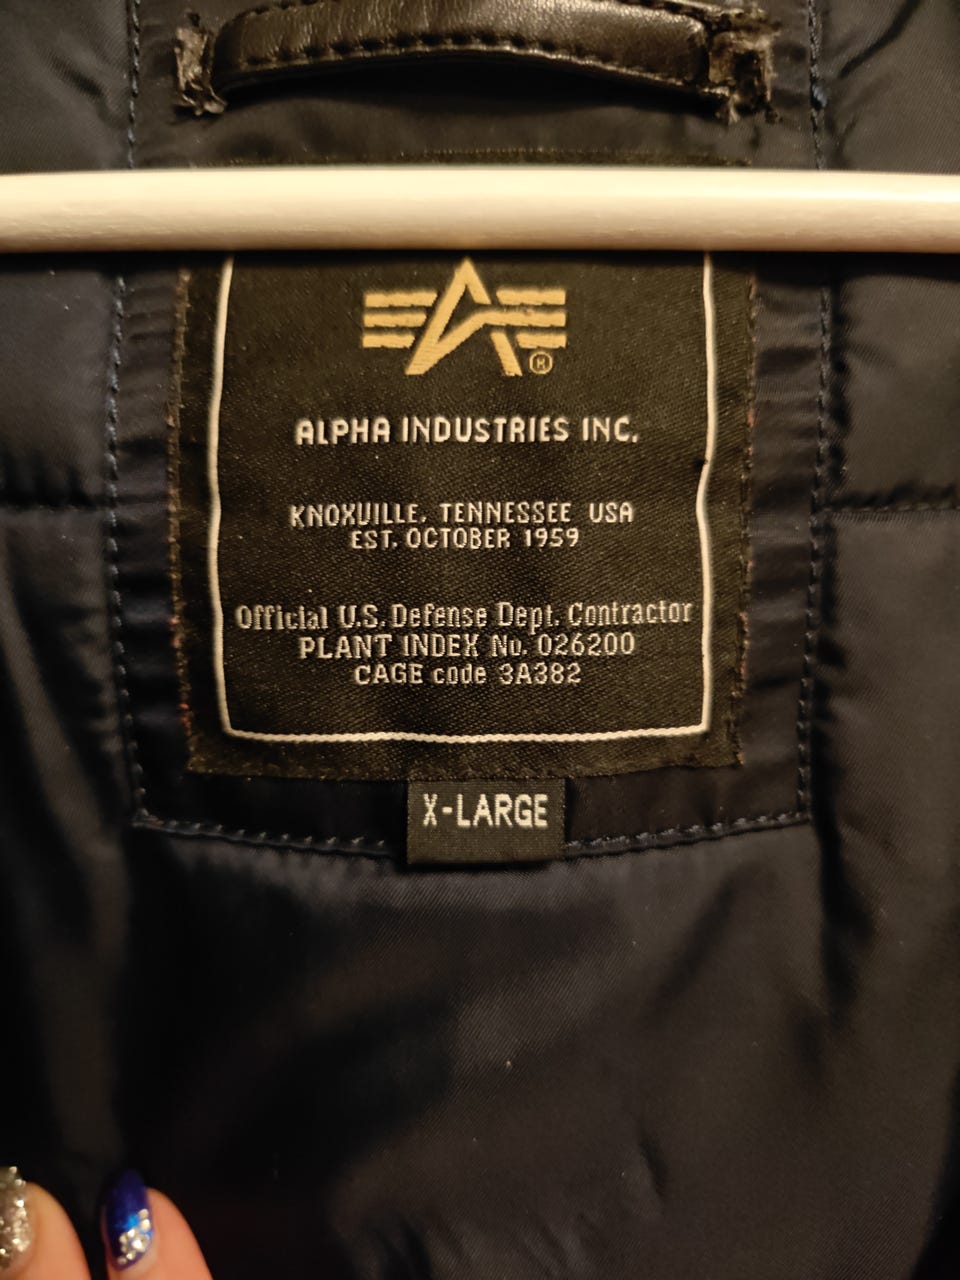 ALPHA INDUSTRIES INC.
KNOXVILLE, TENNESSEE USA
EST. OCTOBER 1959
Official U.S. Defense Dept. Contractor
PLANT INDEX No. 026200
CAGE code 3A382
X-LARGE